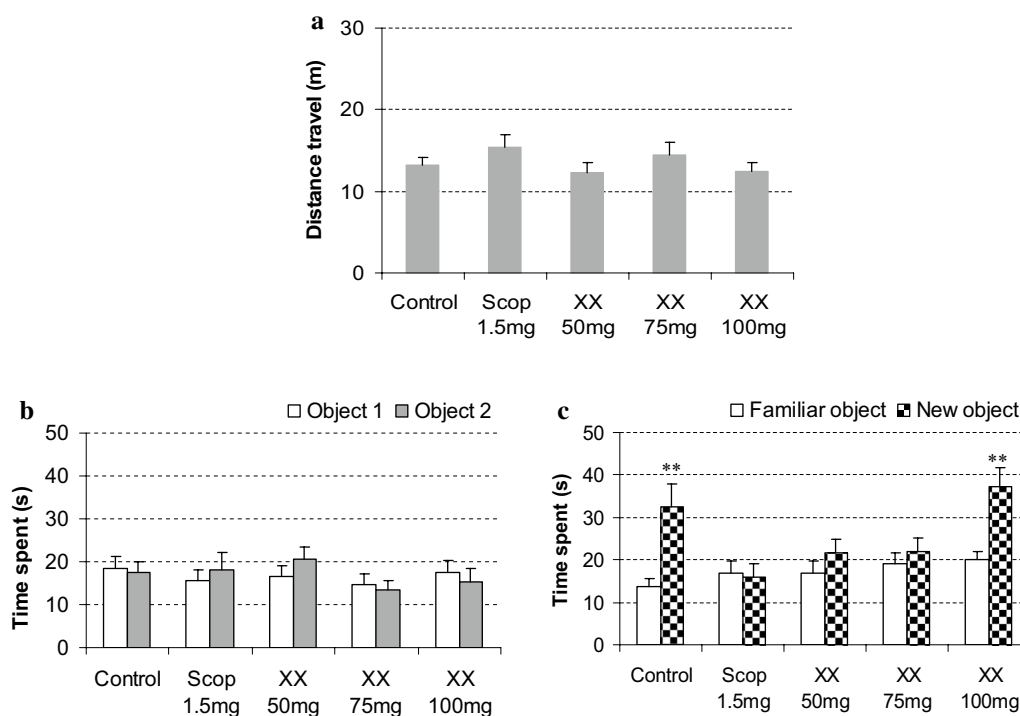 a
Distance travel (m)
30
20
10
0
Control Scop XX XX XX
1.5mg 50mg 75mg 100mg
b
Object 1 Object 2
Time spent (s)
50
40
30
20
10
0
Control Scop XX XX XX
1.5mg 50mg 75mg 100mg
c
Familiar object New object
Time spent (s)
50
40
30
20
10
0
** **
Control Scop XX XX XX
1.5mg 50mg 75mg 100mg